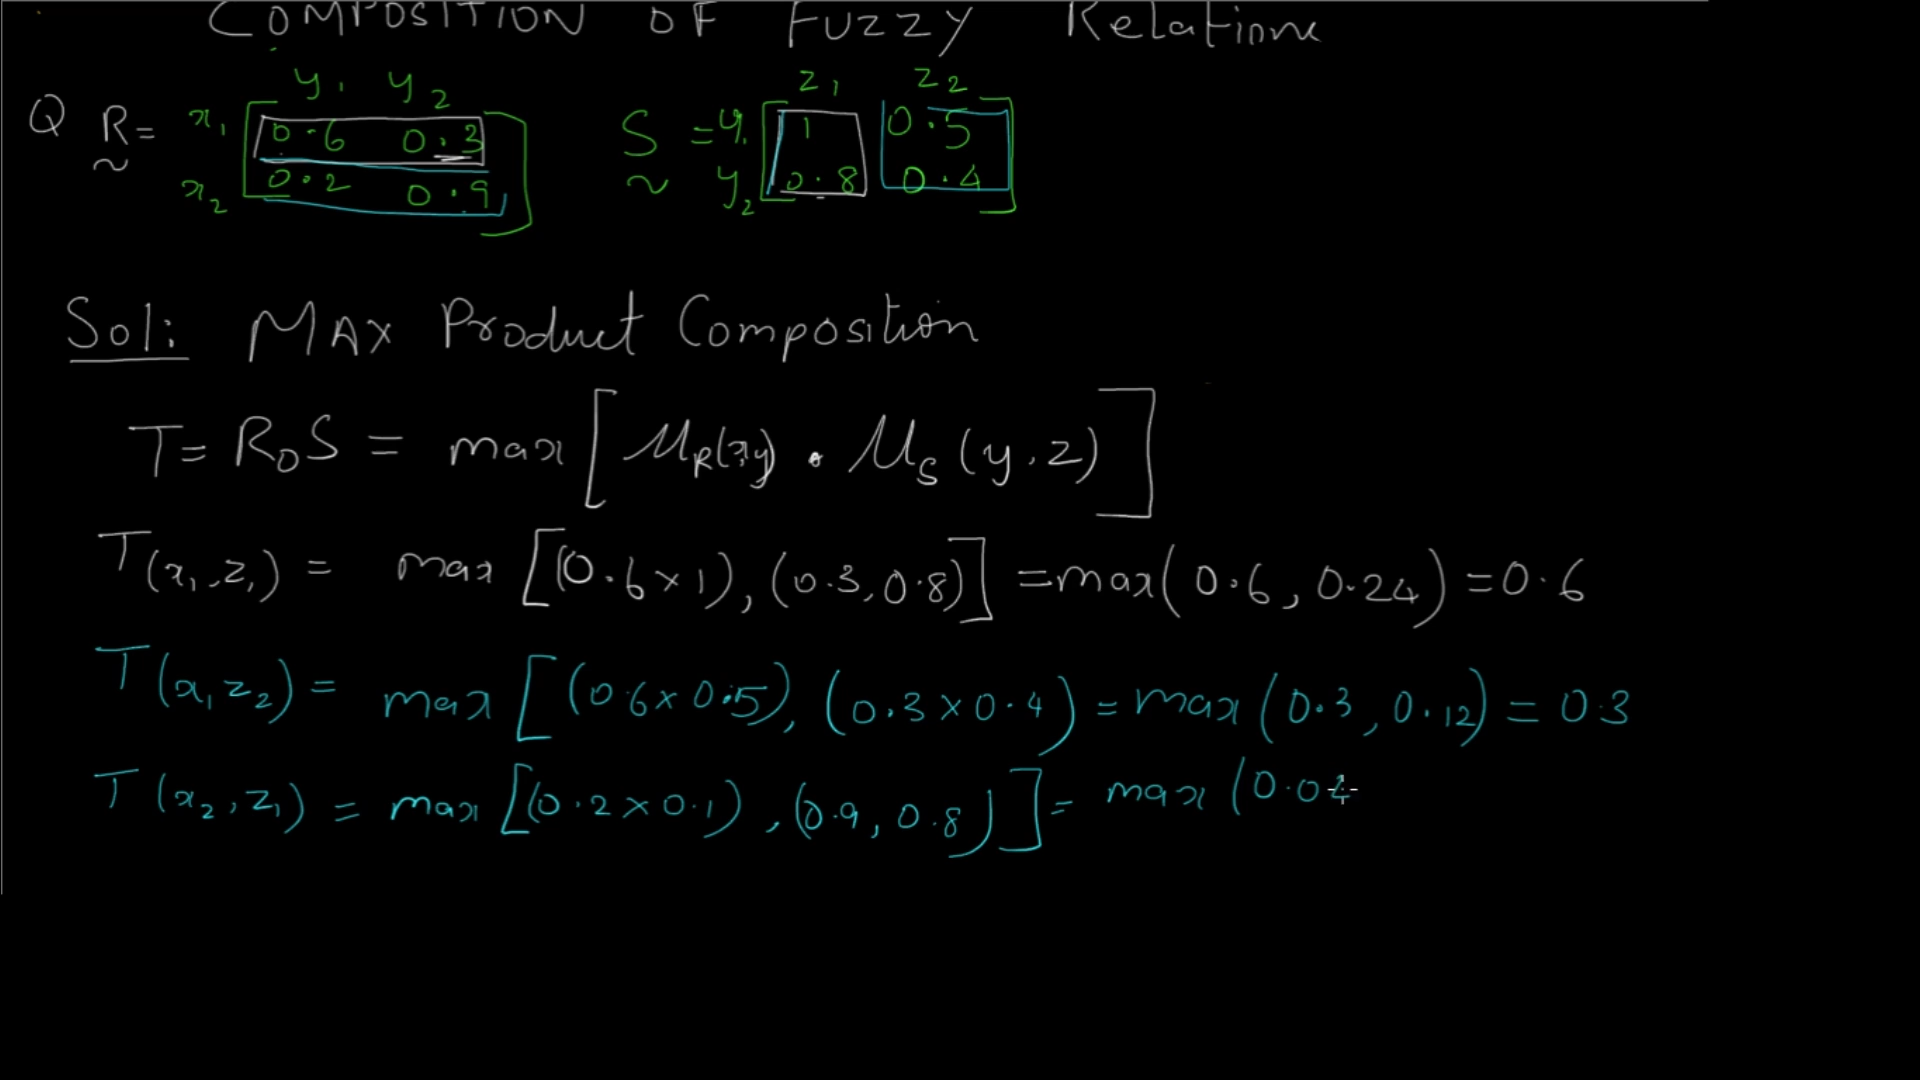 COMPOSITION OF FUZZY Relations
y₁ y₂ z₁ z₂
Q R = x₁ [0.6 0.3 S = y₁ [1 0.5
~ x₂ 0.2 0.9] ~ y₂ 0.8 0.4]
Sol: MAX Product Composition
T = R∘S = max [μR(x,y) • μS(y,z)]
T(x₁,z₁) = max [(0.6×1), (0.3,0.8)] = max(0.6, 0.24) = 0.6
T(x₁z₂) = max [(0.6×0.5), (0.3×0.4) = max(0.3, 0.12) = 0.3
T(x₂,z₁) = max [(0.2×0.1), (0.9, 0.8)] = max (0.04